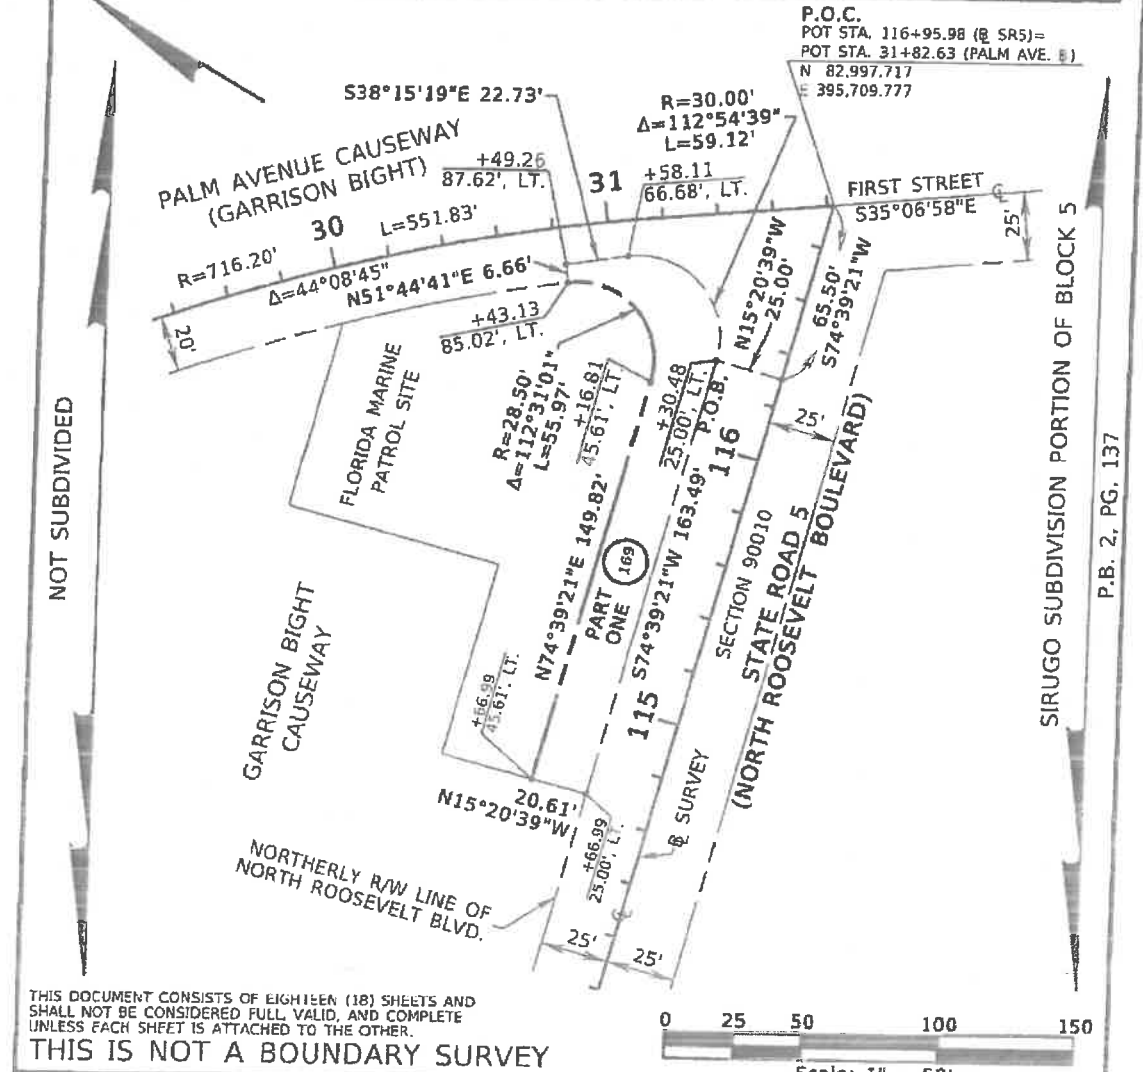 P.O.C.
POT STA. 116+95.98 (℄ SR5)=
POT STA. 31+82.63 (PALM AVE. )
N 82,997.717
E 395,709.777
S38°15'19"E 22.73'
R=30.00'
Δ=112°54'39"
L=59.12'
PALM AVENUE CAUSEWAY
(GARRISON BIGHT)
+49.26
87.62', LT.
31
+58.11
66.68', LT.
FIRST STREET
S35°06'58"E
25'
30
L=551.83'
R=716.20'
Δ=44°08'45"
N51°44'41"E 6.66'
20'
+43.13
85.02', LT.
N15°20'39"W
25.00'
65.50'
S74°39'21"W
FLORIDA MARINE
PATROL SITE
R=28.50'
Δ=112°31'01"
L=55.97'
+16.81
45.61', LT.
+30.48
25.00', LT.
P.O.B.
116
25'
NOT SUBDIVIDED
SIRUGO SUBDIVISION PORTION OF BLOCK 5
P.B. 2, PG. 137
N74°39'21"E 149.82'
PART
ONE
169
S74°39'21"W 163.49'
SECTION 90010
STATE ROAD 5
(NORTH ROOSEVELT BOULEVARD)
GARRISON BIGHT
CAUSEWAY
+66.99
45.61', LT.
115
20.61'
N15°20'39"W
+66.99
25.00', LT.
℄ SURVEY
NORTHERLY R/W LINE OF
NORTH ROOSEVELT BLVD.
25'
25'
THIS DOCUMENT CONSISTS OF EIGHTEEN (18) SHEETS AND
SHALL NOT BE CONSIDERED FULL VALID, AND COMPLETE
UNLESS EACH SHEET IS ATTACHED TO THE OTHER.
THIS IS NOT A BOUNDARY SURVEY
0 25 50 100 150